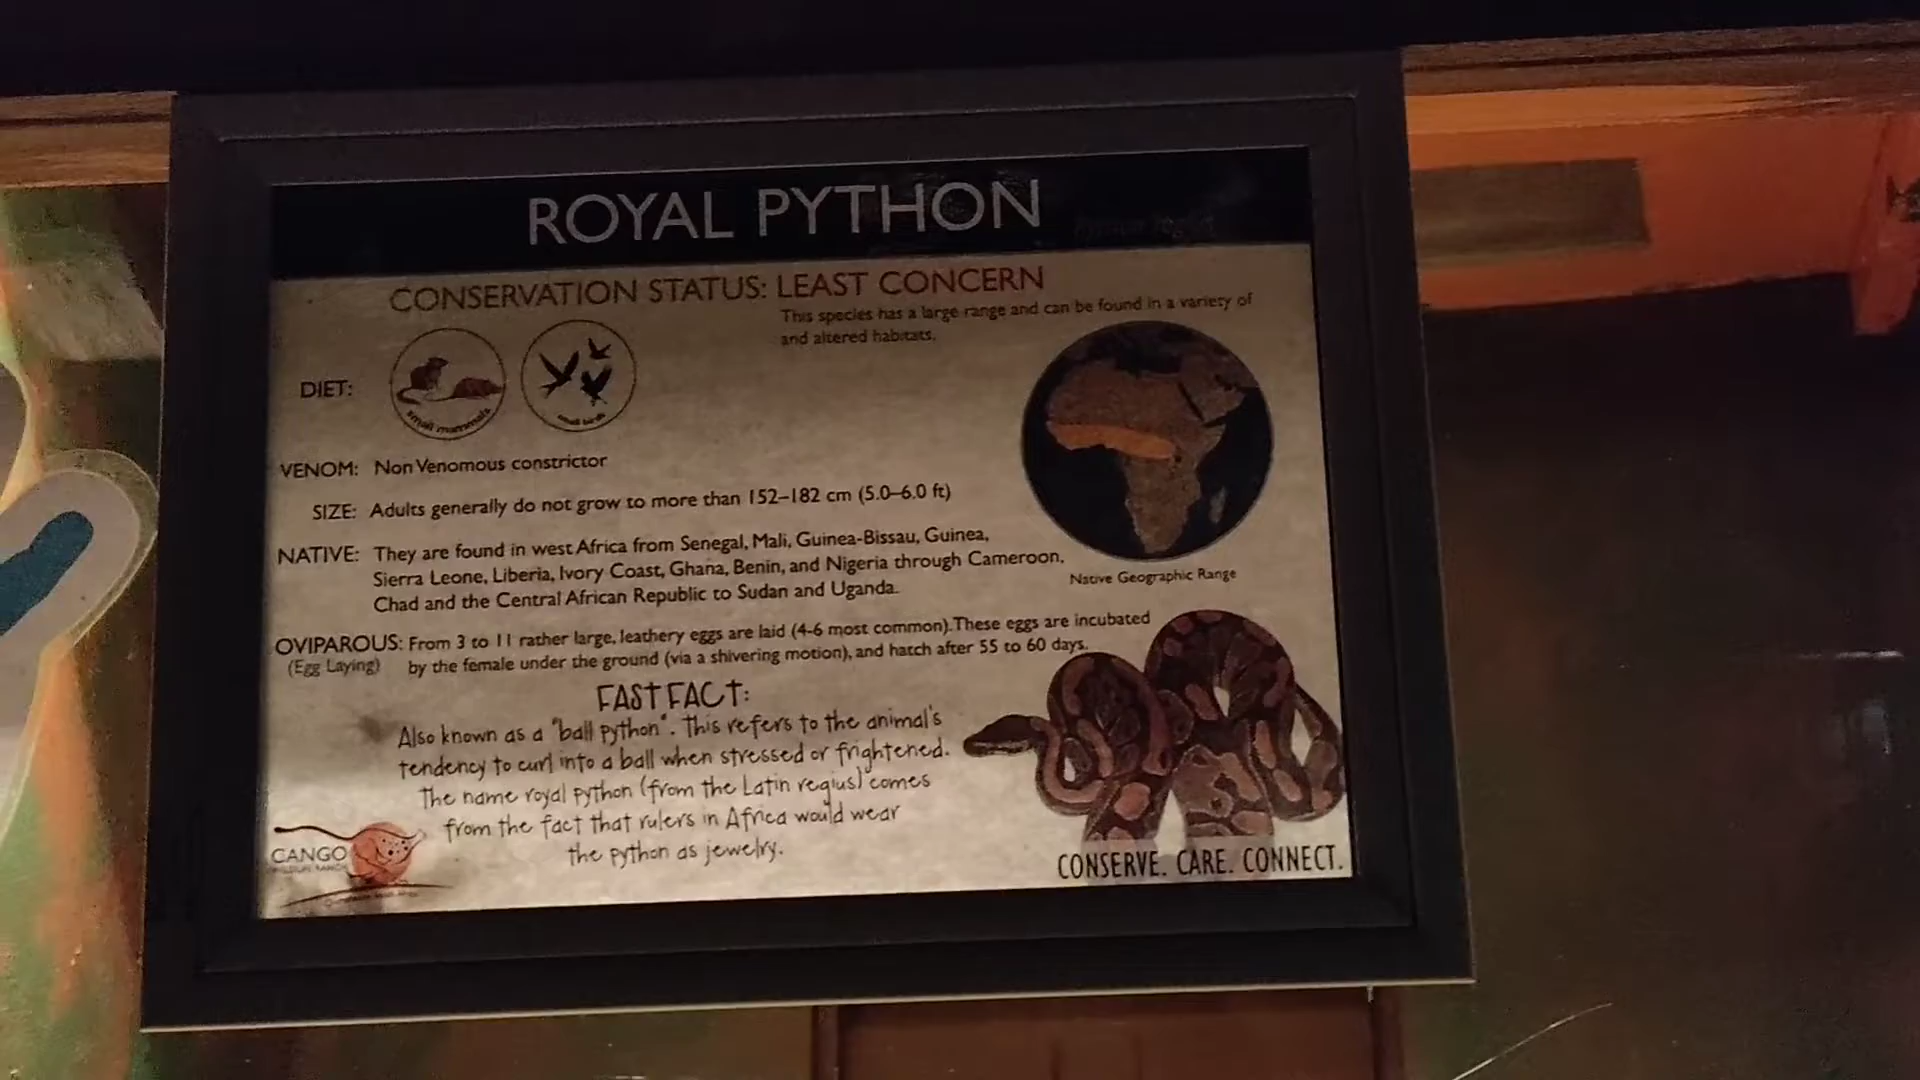 ROYAL PYTHON
CONSERVATION STATUS: LEAST CONCERN
This species has a large range and can be found in a variety of
and altered habitats.
DIET:
small mammals
small birds
VENOM: Non Venomous constrictor
SIZE: Adults generally do not grow to more than 152–182 cm (5.0–6.0 ft)
NATIVE: They are found in west Africa from Senegal, Mali, Guinea-Bissau, Guinea,
Sierra Leone, Liberia, Ivory Coast, Ghana, Benin, and Nigeria through Cameroon,
Chad and the Central African Republic to Sudan and Uganda.
Native Geographic Range
OVIPAROUS: From 3 to 11 rather large, leathery eggs are laid (4-6 most common). These eggs are incubated
(Egg Laying) by the female under the ground (via a shivering motion), and hatch after 55 to 60 days.
FAST FACT:
Also known as a "ball python". This refers to the animal's
tendency to curl into a ball when stressed or frightened.
The name royal python (from the Latin regius) comes
from the fact that rulers in Africa would wear
the python as jewelry.
CANGO
WILDLIFE RANCH
CONSERVE. CARE. CONNECT.